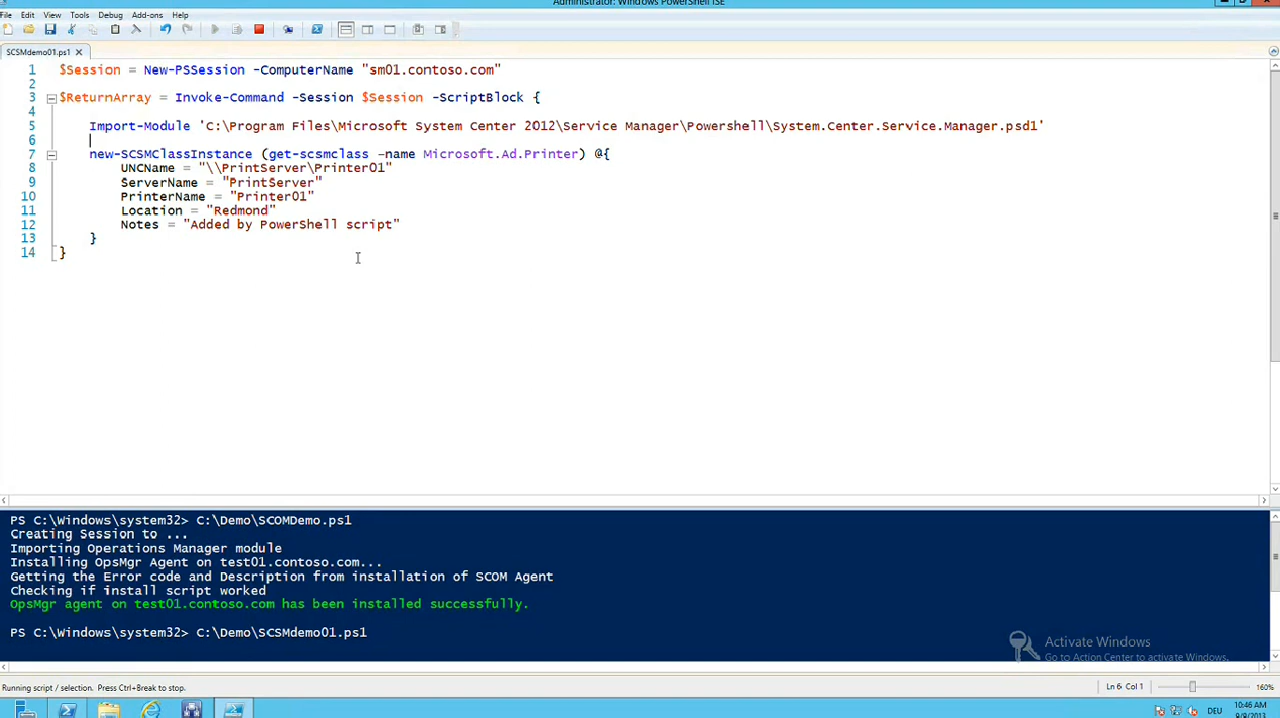 Administrator: Windows PowerShell ISE
File Edit View Tools Debug Add-ons Help
SCSMdemo01.ps1
1 $Session = New-PSSession -ComputerName "sm01.contoso.com"
2
3 $ReturnArray = Invoke-Command -Session $Session -ScriptBlock {
4
5 Import-Module 'C:\Program Files\Microsoft System Center 2012\Service Manager\Powershell\System.Center.Service.Manager.psd1'
6
7 new-SCSMClassInstance (get-scsmclass -name Microsoft.Ad.Printer) @{
8 UNCName = "\\PrintServer\Printer01"
9 ServerName = "PrintServer"
10 PrinterName = "Printer01"
11 Location = "Redmond"
12 Notes = "Added by PowerShell script"
13 }
14 }
PS C:\Windows\system32> C:\Demo\SCOMDemo.ps1
Creating Session to ...
Importing Operations Manager module
Installing OpsMgr Agent on test01.contoso.com...
Getting the Error code and Description from installation of SCOM Agent
Checking if install script worked
OpsMgr agent on test01.contoso.com has been installed successfully.
PS C:\Windows\system32> C:\Demo\SCSMdemo01.ps1
Activate Windows
Go to Action Center to activate Windows.
Running script / selection. Press Ctrl+Break to stop.
Ln 6 Col 1
160%
DEU
10:46 AM
9/9/2013